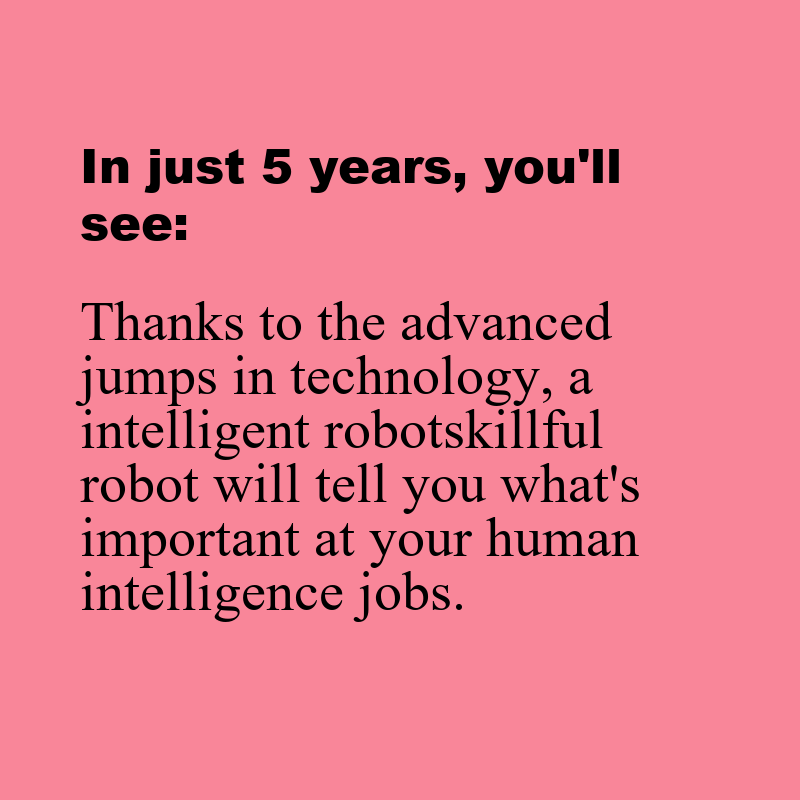 In just 5 years, you'll
see:
Thanks to the advanced
jumps in technology, a
intelligent robotskillful
robot will tell you what's
important at your human
intelligence jobs.